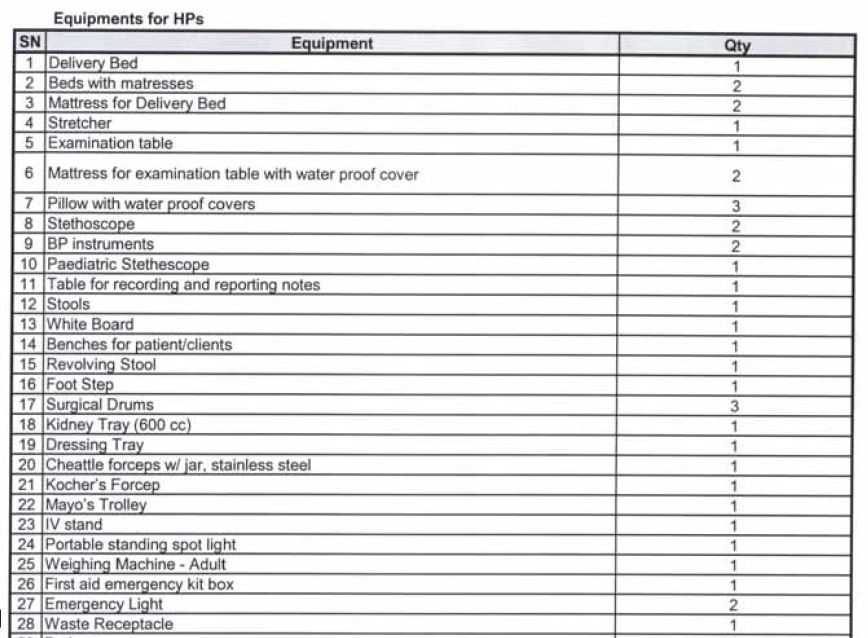 Equipments for HPs
SN Equipment Qty
1 Delivery Bed 1
2 Beds with matresses 2
3 Mattress for Delivery Bed 2
4 Stretcher 1
5 Examination table 1
6 Mattress for examination table with water proof cover 2
7 Pillow with water proof covers 3
8 Stethoscope 2
9 BP instruments 2
10 Paediatric Stethescope 1
11 Table for recording and reporting notes 1
12 Stools 1
13 White Board 1
14 Benches for patient/clients 1
15 Revolving Stool 1
16 Foot Step 1
17 Surgical Drums 3
18 Kidney Tray (600 cc) 1
19 Dressing Tray 1
20 Cheattle forceps w/ jar, stainless steel 1
21 Kocher's Forcep 1
22 Mayo's Trolley 1
23 IV stand 1
24 Portable standing spot light 1
25 Weighing Machine - Adult 1
26 First aid emergency kit box 1
27 Emergency Light 2
28 Waste Receptacle 1